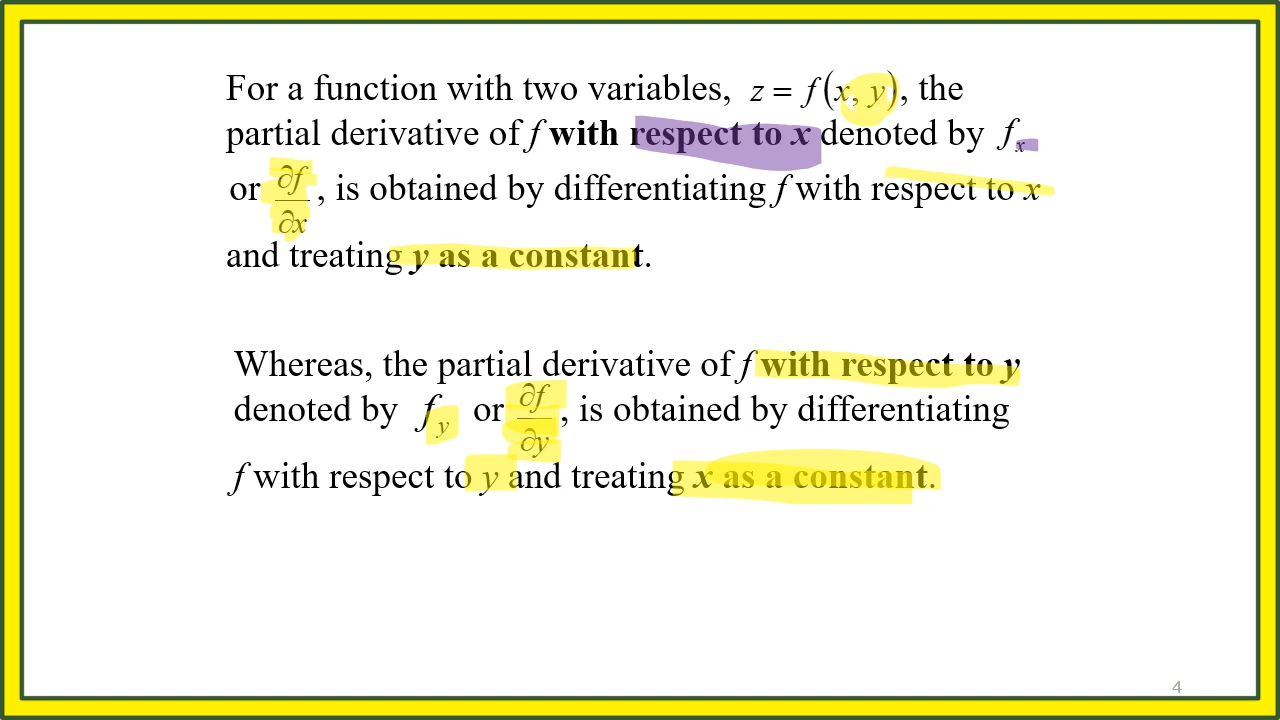 For a function with two variables, z = f(x, y), the
partial derivative of f with respect to x denoted by fₓ
or ∂f/∂x, is obtained by differentiating f with respect to x
and treating y as a constant.
Whereas, the partial derivative of f with respect to y
denoted by f_y or ∂f/∂y, is obtained by differentiating
f with respect to y and treating x as a constant.
4